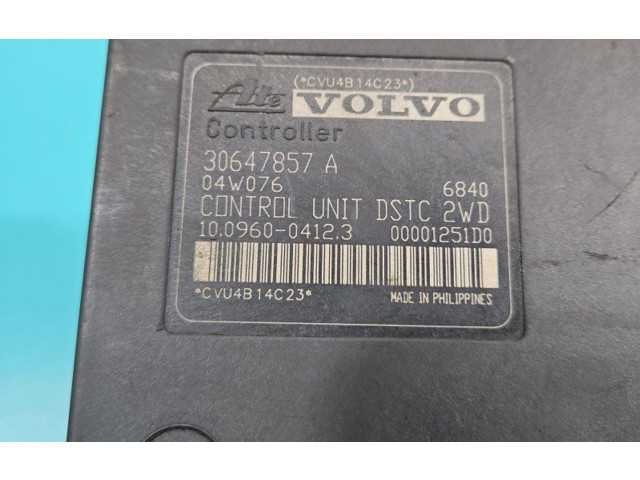 (*CVU4B14C23*)
Ate VOLVO
Controller
30647857 A
04W076 6840
CONTROL UNIT DSTC 2WD
10.0960-0412.3 00001251D0
*CVU4B14C23* MADE IN PHILIPPINES